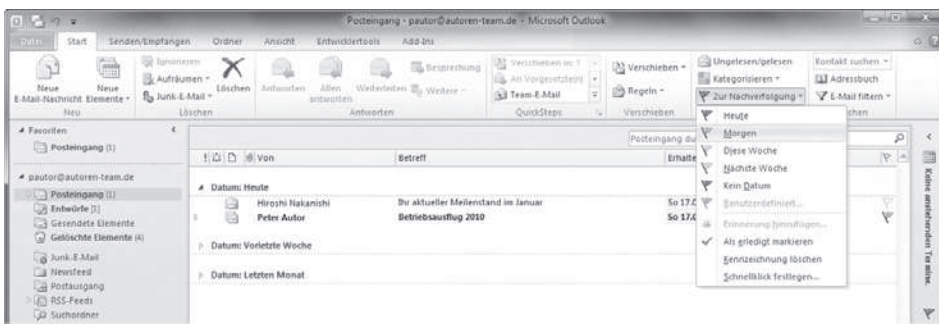 Posteingang - pautor@autoren-team.de - Microsoft Outlook
Datei Start Senden/Empfangen Ordner Ansicht Entwicklertools Add-Ins
Neue E-Mail-Nachricht
Neue Elemente
Neu
Ignorieren
Aufräumen
Junk-E-Mail
Löschen
Löschen
Antworten
Allen antworten
Weiterleiten
Besprechung
Weitere
Antworten
Verschieben in: ?
An Vorgesetzte(n)
Team-E-Mail
QuickSteps
Verschieben
Regeln
Verschieben
Ungelesen/gelesen
Kategorisieren
Zur Nachverfolgung
Kontakt suchen
Adressbuch
E-Mail filtern
chen
Heute
Morgen
Diese Woche
Nächste Woche
Kein Datum
Benutzerdefiniert...
Erinnerung hinzufügen...
Als erledigt markieren
Kennzeichnung löschen
Schnellklick festlegen...
Favoriten
Posteingang (1)
pautor@autoren-team.de
Posteingang (1)
Entwürfe [1]
Gesendete Elemente
Gelöschte Elemente (4)
Junk-E-Mail
Newsfeed
Postausgang
RSS-Feeds
Suchordner
Posteingang du
Von Betreff Erhalte
Datum: Heute
Hiroshi Nakanishi Ihr aktueller Meilenstand im Januar So 17.0
Peter Autor Betriebsausflug 2010 So 17.0
Datum: Vorletzte Woche
Datum: Letzten Monat
Keine anstehenden Termine.